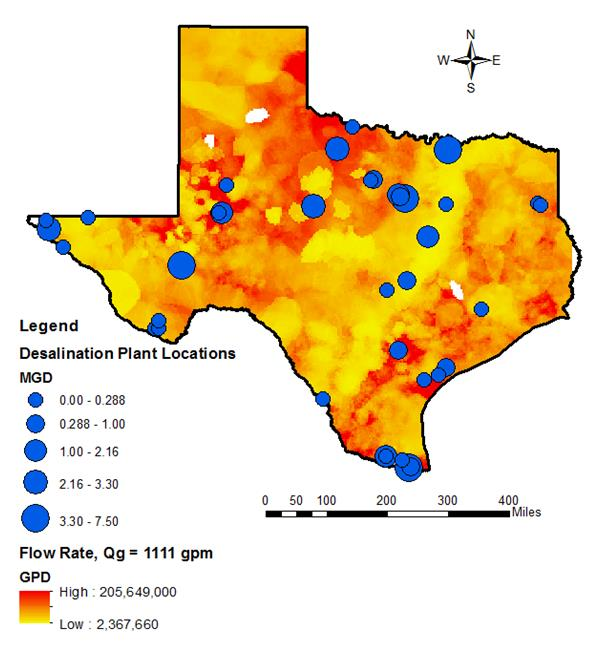 N
W E
S
Legend
Desalination Plant Locations
MGD
0.00 - 0.288
0.288 - 1.00
1.00 - 2.16
2.16 - 3.30
3.30 - 7.50
0 50 100 200 300 400
Miles
Flow Rate, Qg = 1111 gpm
GPD
High : 205,649,000
Low : 2,367,660